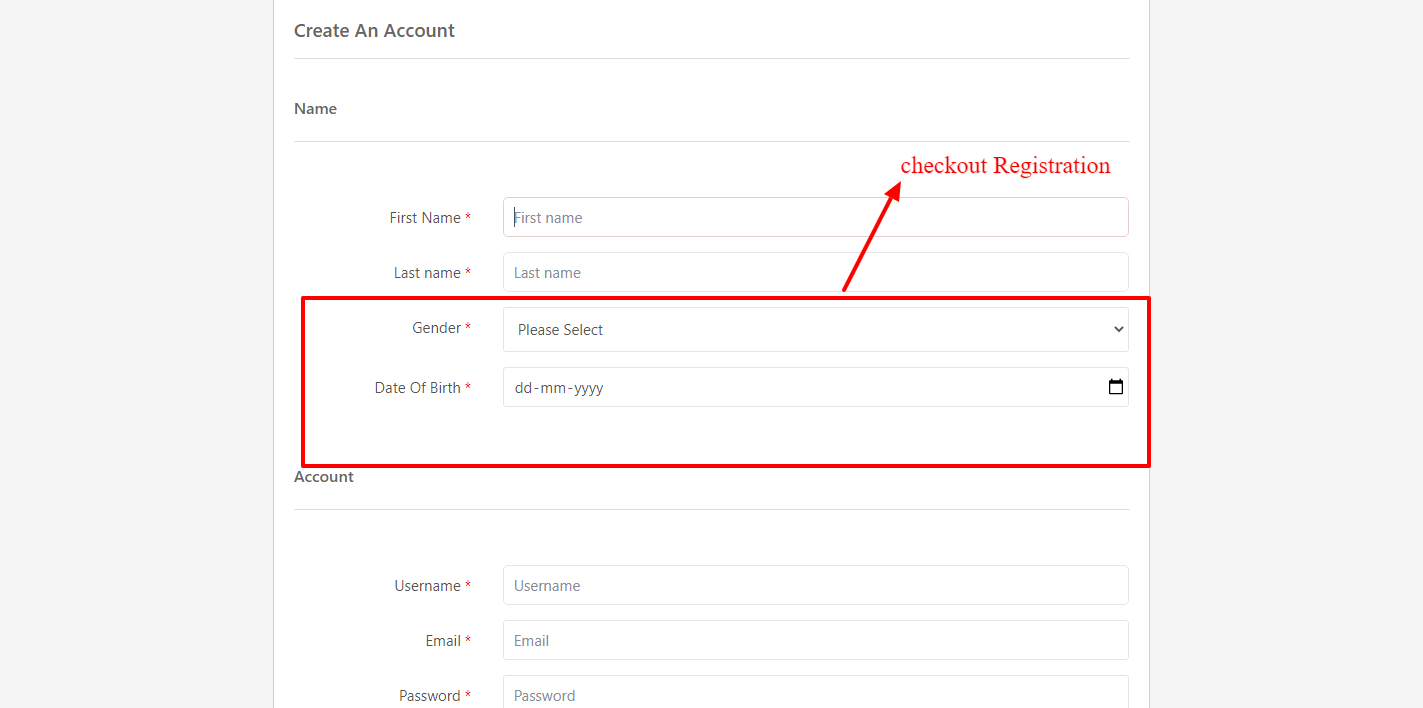 Create An Account
Name
checkout Registration
First Name * First name
Last name * Last name
Gender * Please Select
Date Of Birth * dd-mm-yyyy
Account
Username * Username
Email * Email
Password * Password